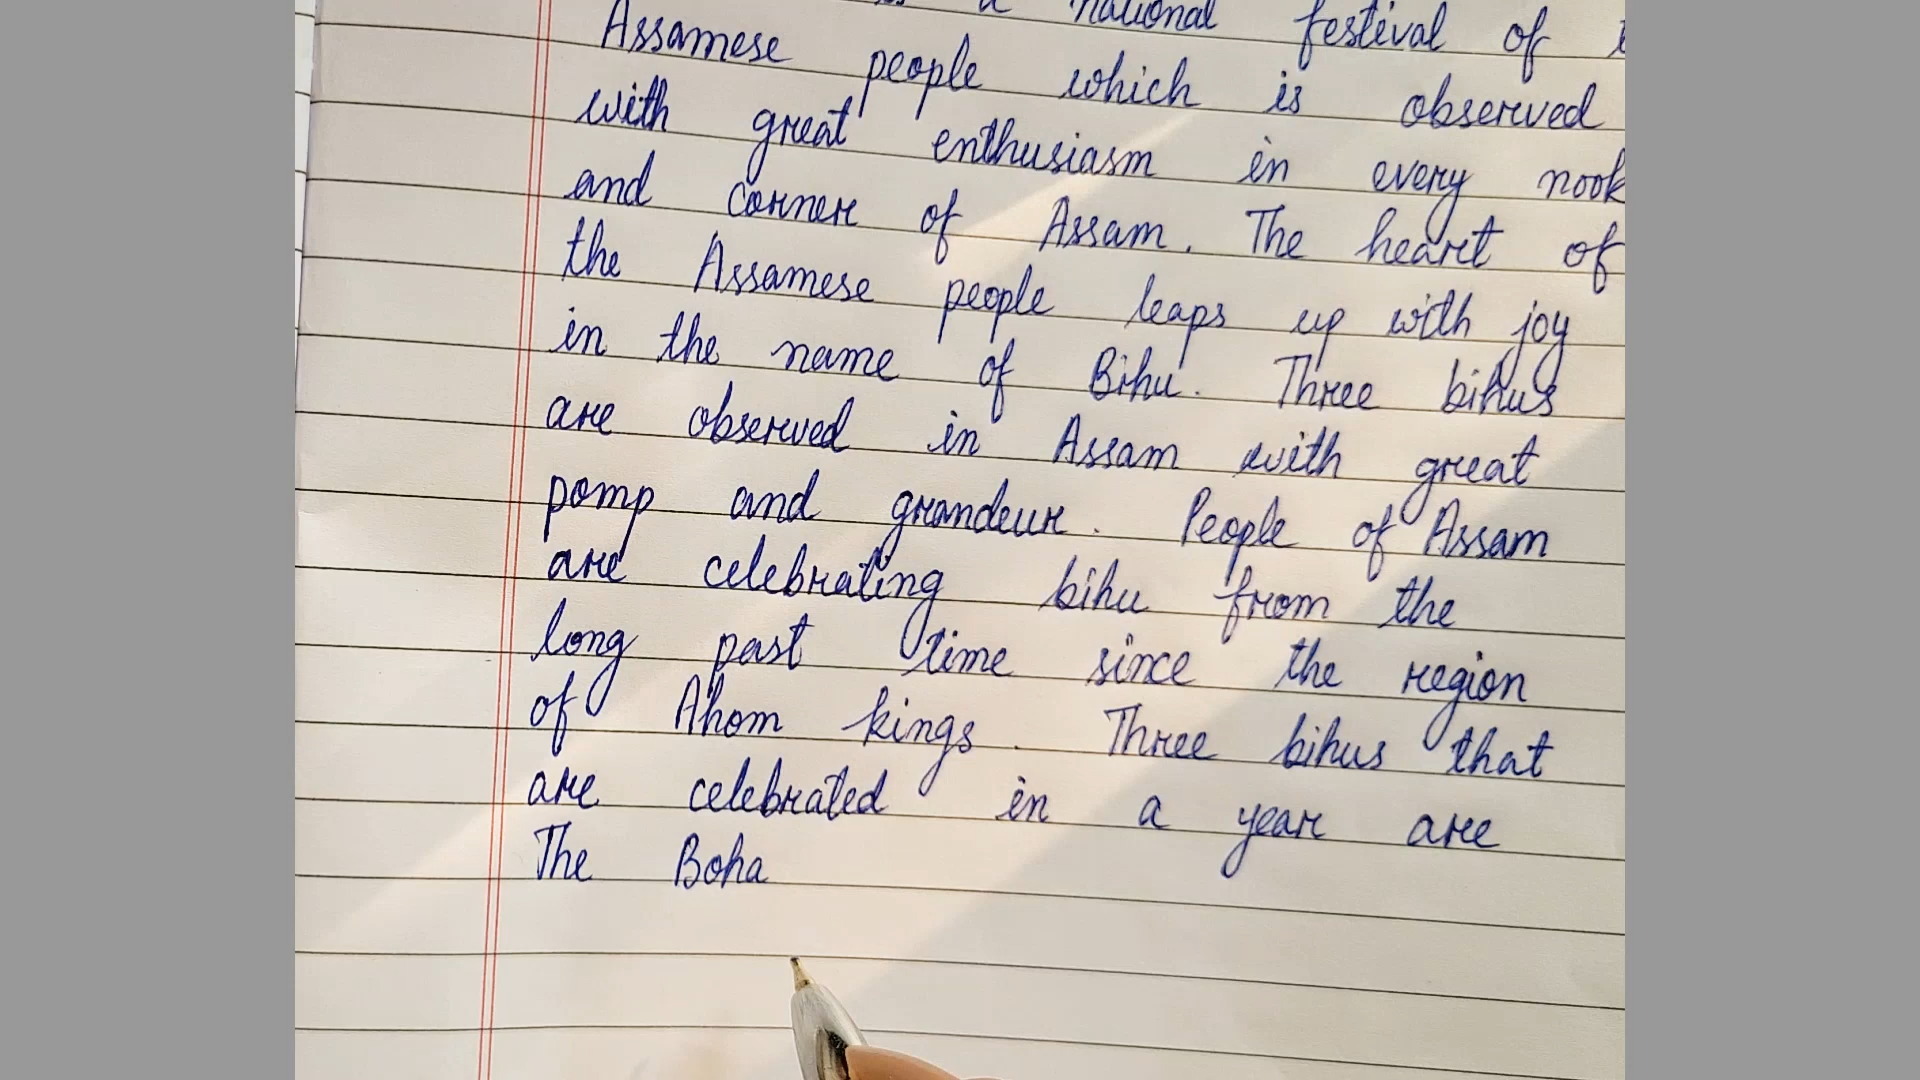 a national festival of
Assamese people which is observed
with great enthusiasm in every nook
and corner of Assam. The heart of
the Assamese people leaps up with joy
in the name of Bihu. Three bihus
are observed in Assam with great
pomp and grandeur. People of Assam
are celebrating bihu from the
long past time since the region
of Ahom kings. Three bihus that
are celebrated in a year are
The Boha